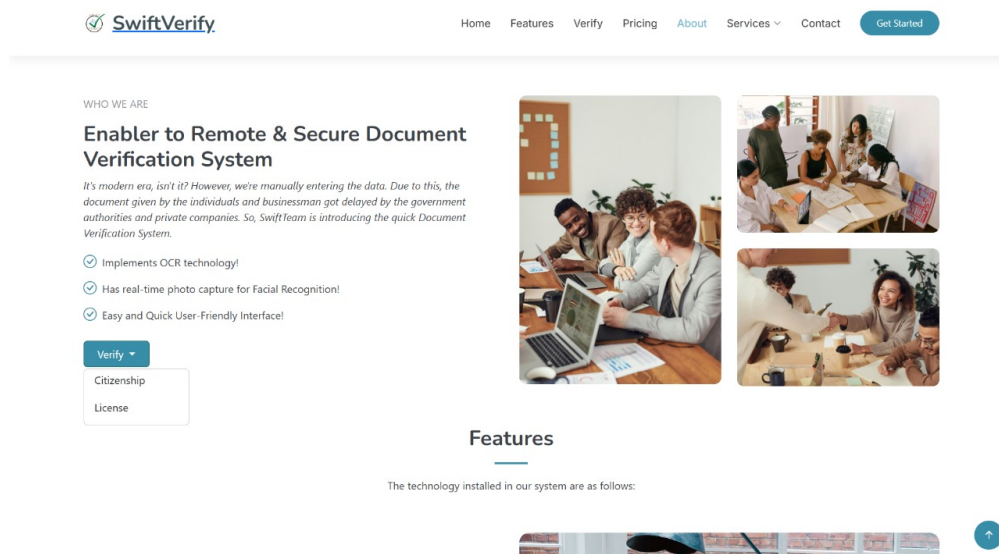 SwiftVerify
Home Features Verify Pricing About Services Contact Get Started
WHO WE ARE
Enabler to Remote & Secure Document
Verification System
It's modern era, isn't it? However, we're manually entering the data. Due to this, the
document given by the individuals and businessman got delayed by the government
authorities and private companies. So, SwiftTeam is introducing the quick Document
Verification System.
Implements OCR technology!
Has real-time photo capture for Facial Recognition!
Easy and Quick User-Friendly Interface!
Verify
Citizenship
License
Features
The technology installed in our system are as follows: